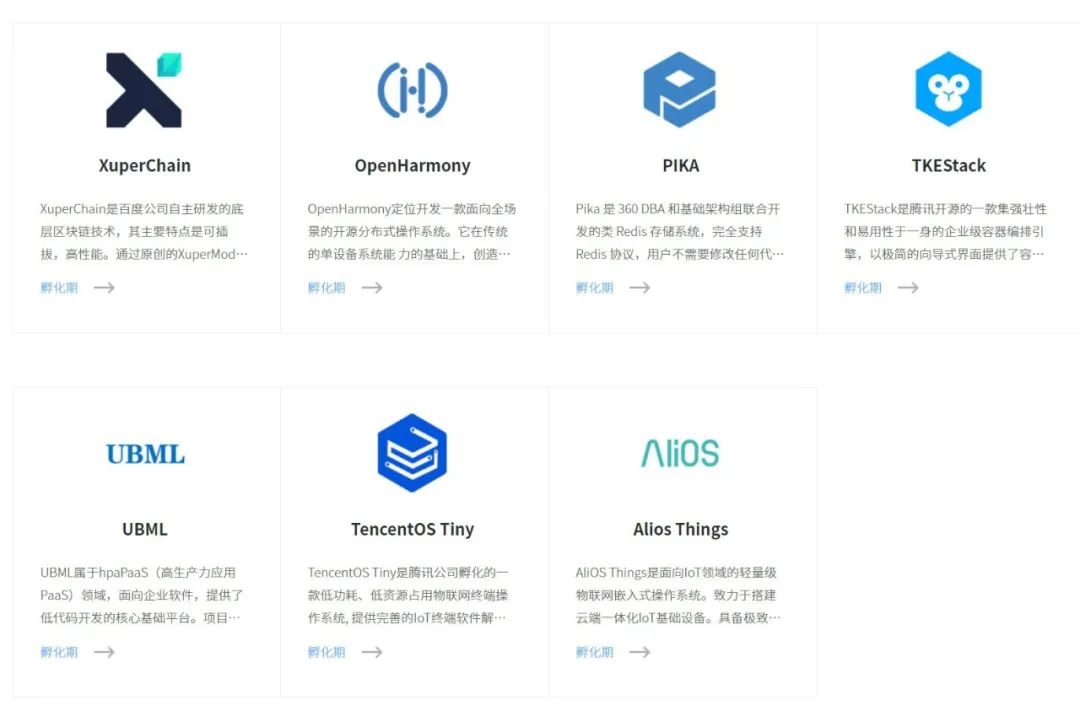 XuperChain
XuperChain是百度公司自主研发的底
层区块链技术，其主要特点是可插
拔，高性能。通过原创的XuperMod…
孵化期
OpenHarmony
OpenHarmony定位开发一款面向全场
景的开源分布式操作系统。它在传统
的单设备系统能 力的基础上，创造…
孵化期
PIKA
Pika 是 360 DBA 和基础架构组联合开
发的类 Redis 存储系统，完全支持
Redis 协议，用户不需要修改任何代…
孵化期
TKEStack
TKEStack是腾讯开源的一款集强壮性
和易用性于一身的企业级容器编排引
擎，以极简的向导式界面提供了容…
孵化期
UBML
UBML
UBML属于hpaPaaS（高生产力应用
PaaS）领域，面向企业软件，提供了
低代码开发的核心基础平台。项目…
孵化期
TencentOS Tiny
TencentOS Tiny是腾讯公司孵化的一
款低功耗、低资源占用物联网终端操
作系统, 提供完善的IoT终端软件解…
孵化期
AliOS
Alios Things
AliOS Things是面向IoT领域的轻量级
物联网嵌入式操作系统。致力于搭建
云端一体化IoT基础设备。具备极致…
孵化期